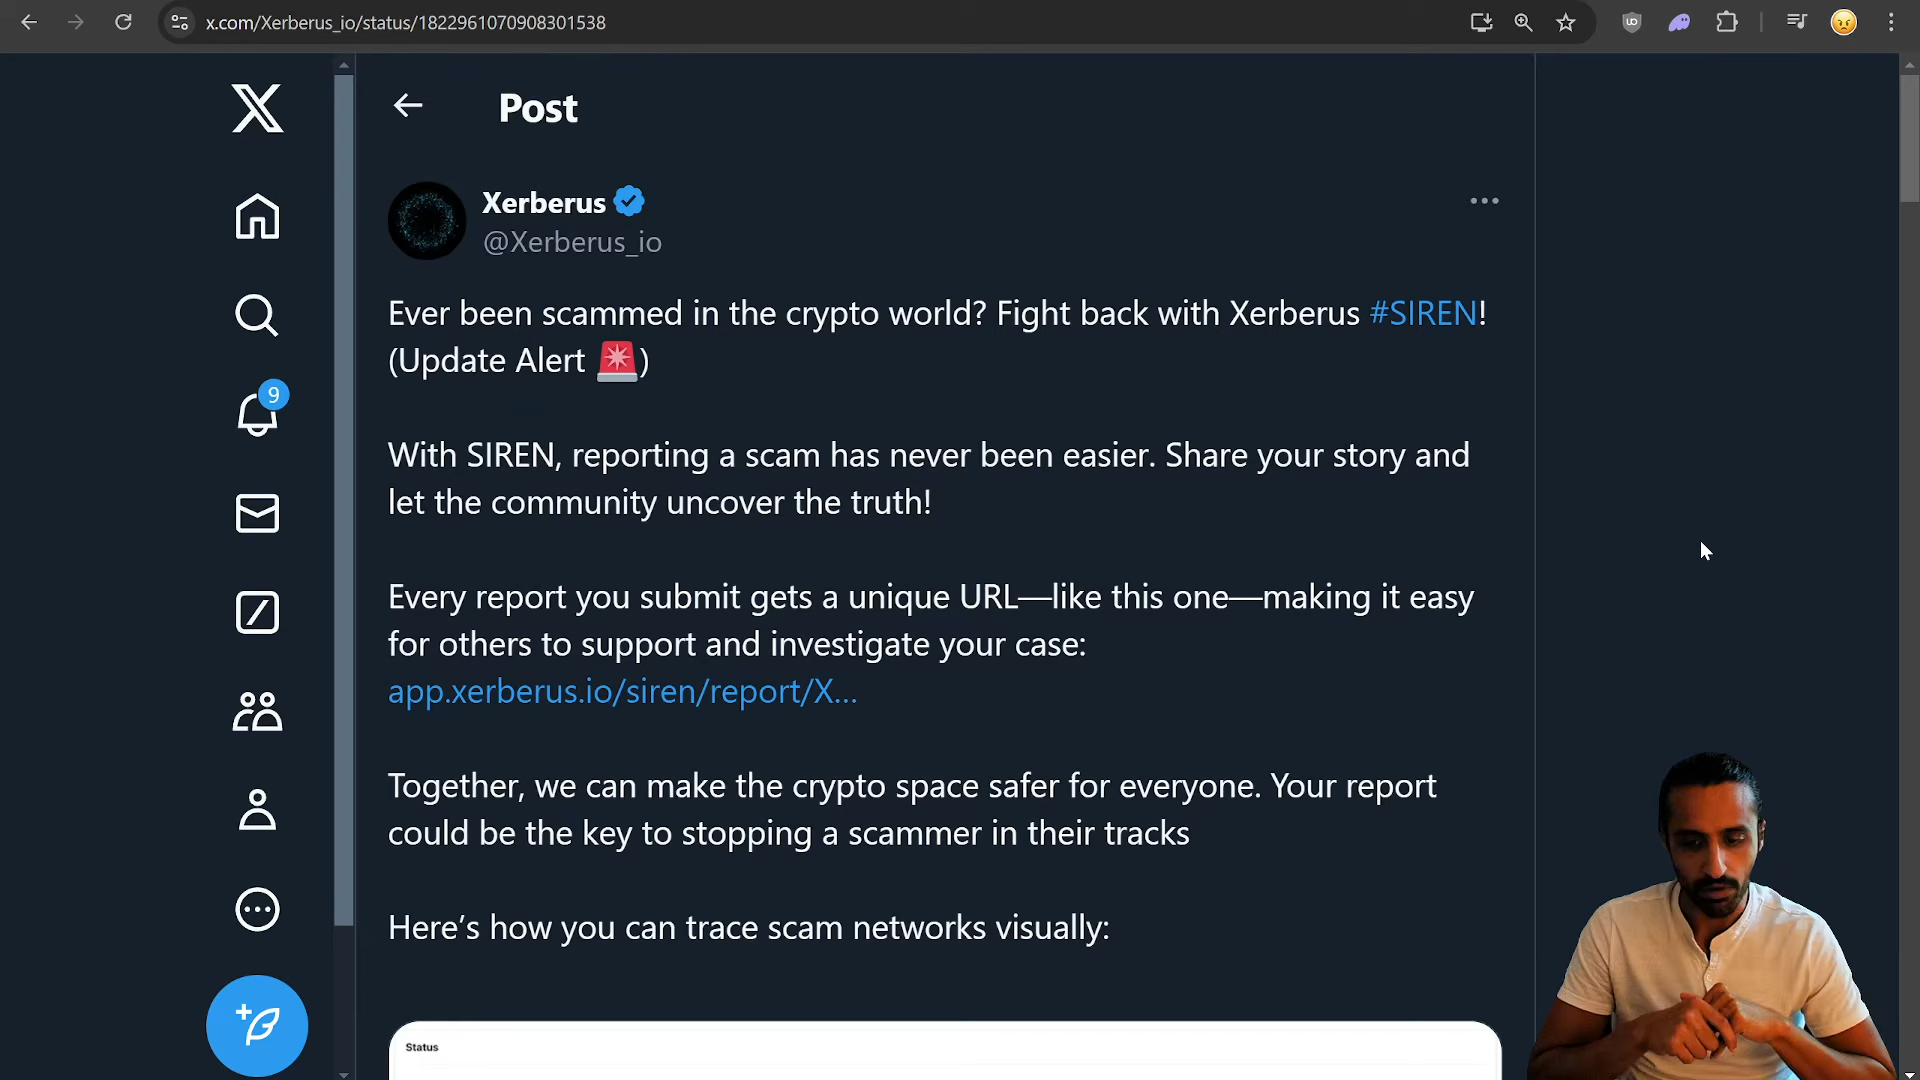 x.com/Xerberus_io/status/1822961070908301538
Post
Xerberus
@Xerberus_io
Ever been scammed in the crypto world? Fight back with Xerberus #SIREN!
(Update Alert 🚨)
With SIREN, reporting a scam has never been easier. Share your story and
let the community uncover the truth!
Every report you submit gets a unique URL—like this one—making it easy
for others to support and investigate your case:
app.xerberus.io/siren/report/X…
Together, we can make the crypto space safer for everyone. Your report
could be the key to stopping a scammer in their tracks
Here’s how you can trace scam networks visually:
Status
9